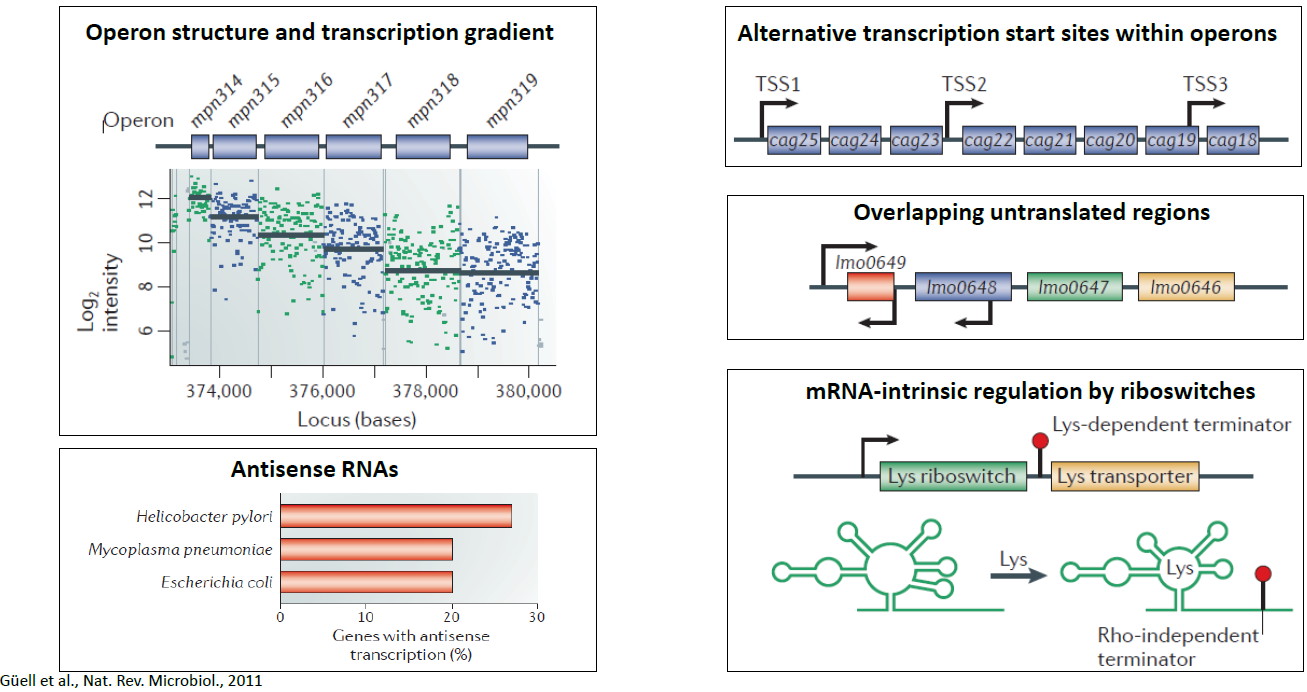 Operon structure and transcription gradient
Operon
mpn314
mpn315
mpn316
mpn317
mpn318
mpn319
12
10
8
6
Log2
intensity
374,000 376,000 378,000 380,000
Locus (bases)
Antisense RNAs
Helicobacter pylori
Mycoplasma pneumoniae
Escherichia coli
0 10 20 30
Genes with antisense
transcription (%)
Güell et al., Nat. Rev. Microbiol., 2011
Alternative transcription start sites within operons
TSS1 TSS2 TSS3
cag25 cag24 cag23 cag22 cag21 cag20 cag19 cag18
Overlapping untranslated regions
lmo0649
lmo0648 lmo0647 lmo0646
mRNA-intrinsic regulation by riboswitches
Lys-dependent terminator
Lys riboswitch Lys transporter
Lys
Lys
Rho-independent
terminator